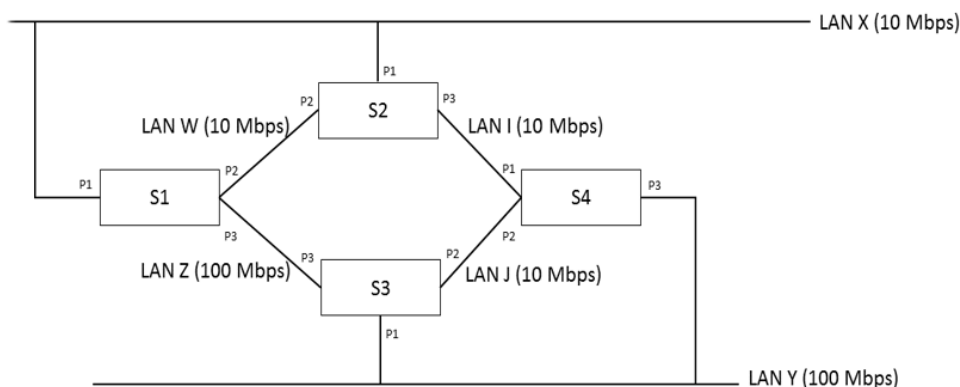 LAN X (10 Mbps)
P1
P2
S2
P3
LAN W (10 Mbps)
LAN I (10 Mbps)
P2
P1
P1
S1
S4
P3
P3
P2
P3
P2
LAN Z (100 Mbps)
S3
LAN J (10 Mbps)
P1
LAN Y (100 Mbps)